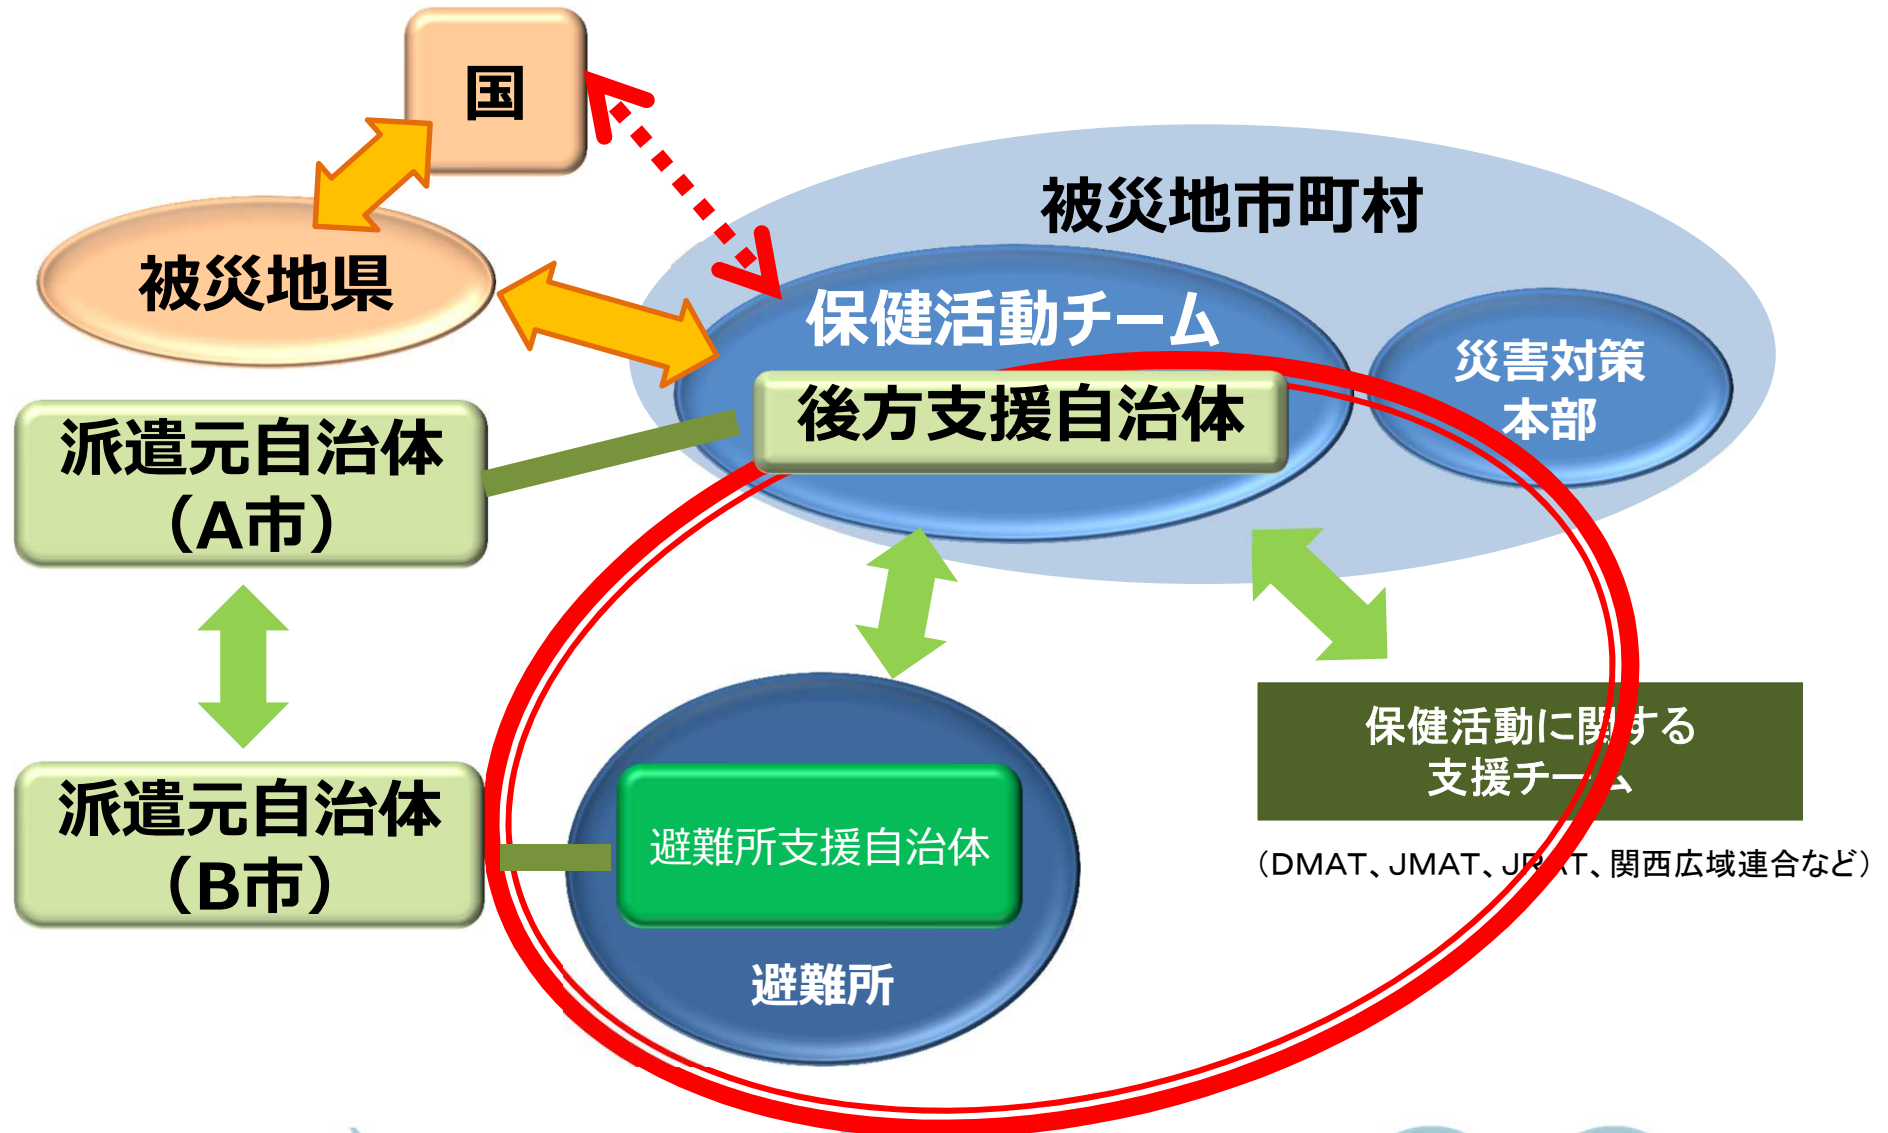 国
被災地市町村
被災地県
保健活動チーム
災害対策
本部
後方支援自治体
派遣元自治体
（A市）
保健活動に関する
支援チーム
（DMAT、JMAT、JRAT、関西広域連合など）
派遣元自治体
（B市）
避難所支援自治体
避難所